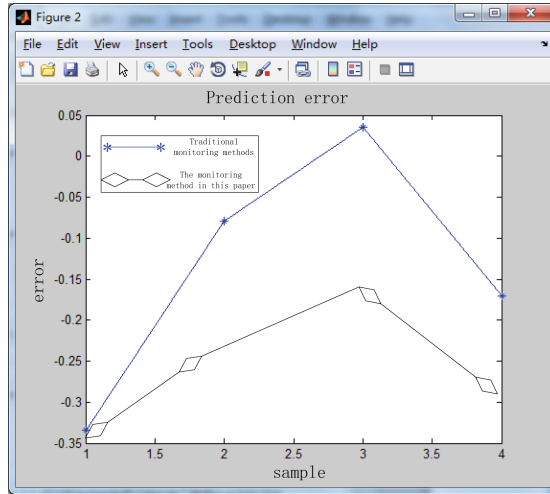 Figure 2
File Edit View Insert Tools Desktop Window Help
Prediction error
0.05
0
-0.05
-0.1
-0.15
-0.2
-0.25
-0.3
-0.35
error
Traditional
monitoring methods
The monitoring
method in this paper
1 1.5 2 2.5 3 3.5 4
sample